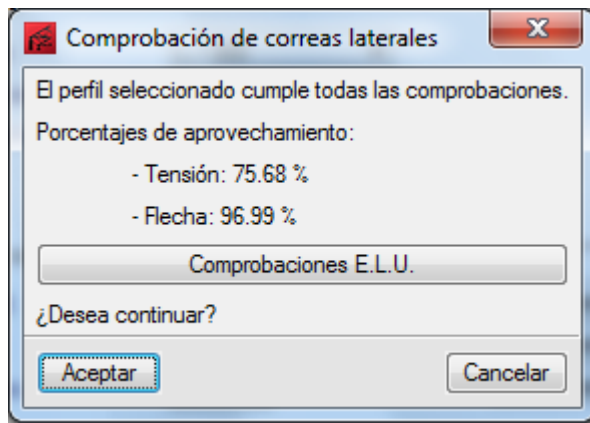 Comprobación de correas laterales
El perfil seleccionado cumple todas las comprobaciones.
Porcentajes de aprovechamiento:
- Tensión: 75.68 %
- Flecha: 96.99 %
Comprobaciones E.L.U.
¿Desea continuar?
Aceptar Cancelar